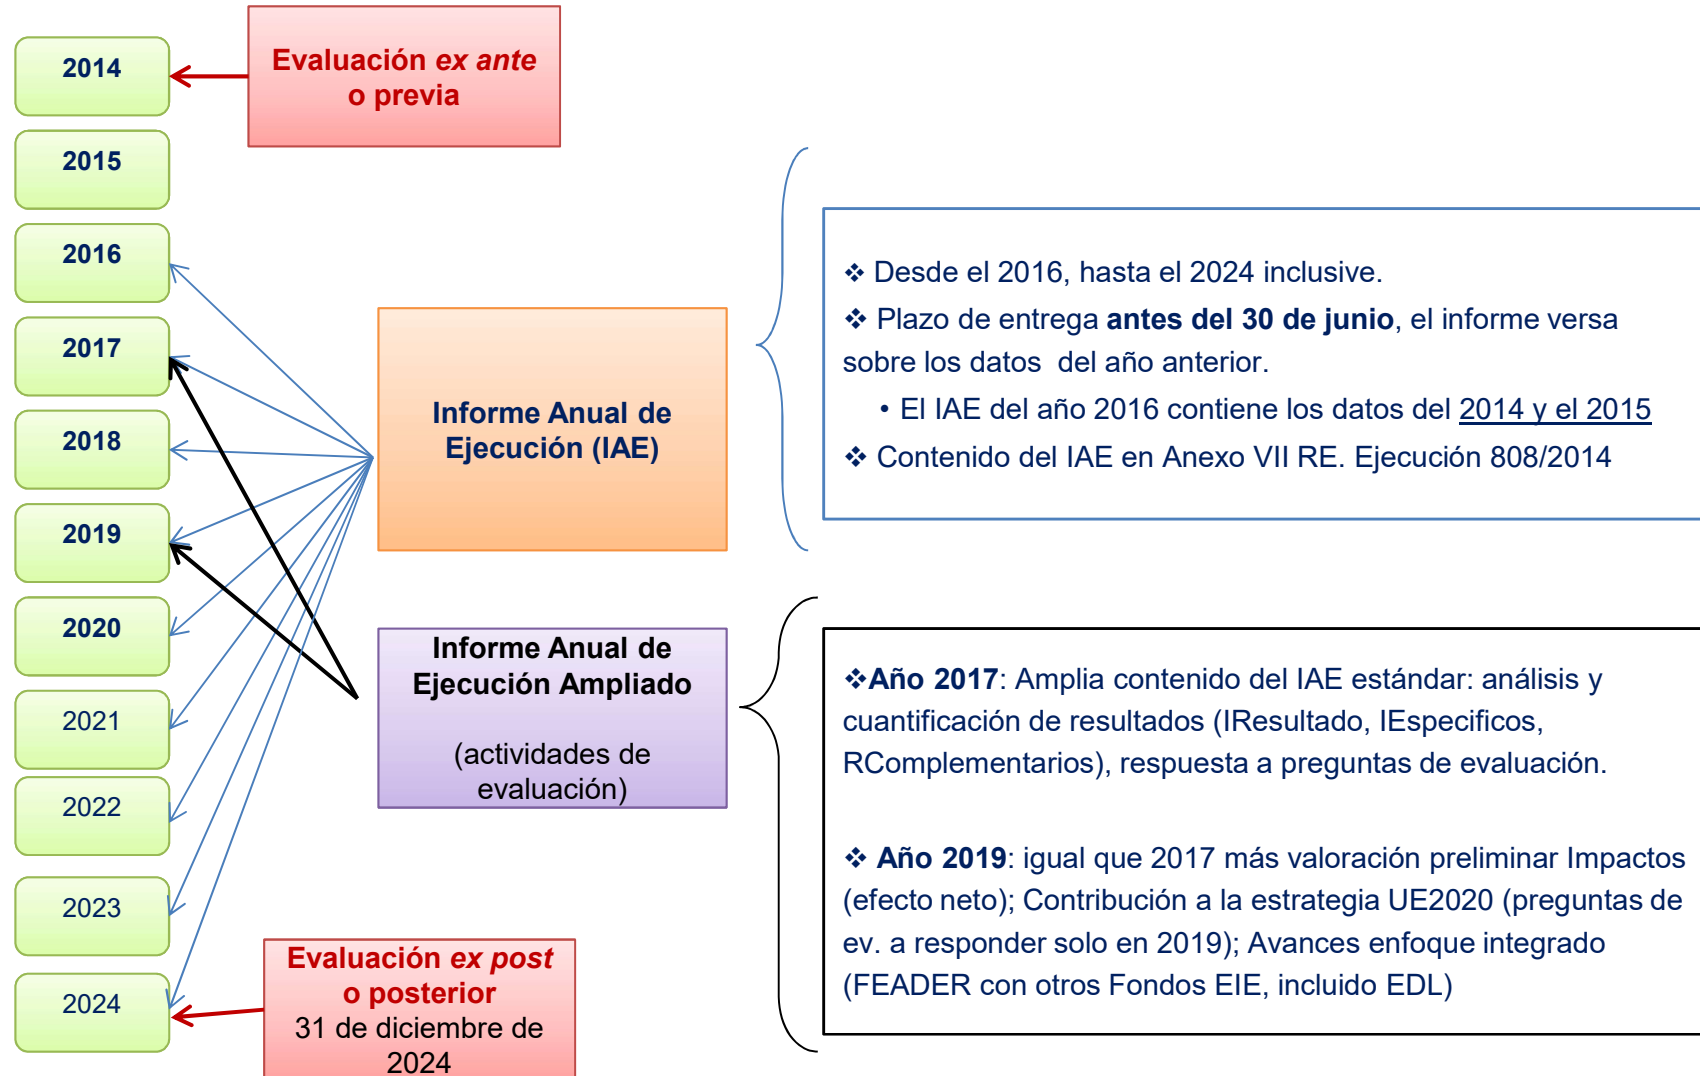 2014
2015
2016
2017
2018
2019
2020
2021
2022
2023
2024
Evaluación ex ante
o previa
Informe Anual de
Ejecución (IAE)
❖ Desde el 2016, hasta el 2024 inclusive.
❖ Plazo de entrega antes del 30 de junio, el informe versa
sobre los datos del año anterior.
• El IAE del año 2016 contiene los datos del 2014 y el 2015
❖ Contenido del IAE en Anexo VII RE. Ejecución 808/2014
Informe Anual de
Ejecución Ampliado
(actividades de
evaluación)
❖Año 2017: Amplia contenido del IAE estándar: análisis y
cuantificación de resultados (IResultado, IEspecificos,
RComplementarios), respuesta a preguntas de evaluación.
❖ Año 2019: igual que 2017 más valoración preliminar Impactos
(efecto neto); Contribución a la estrategia UE2020 (preguntas de
ev. a responder solo en 2019); Avances enfoque integrado
(FEADER con otros Fondos EIE, incluido EDL)
Evaluación ex post
o posterior
31 de diciembre de
2024